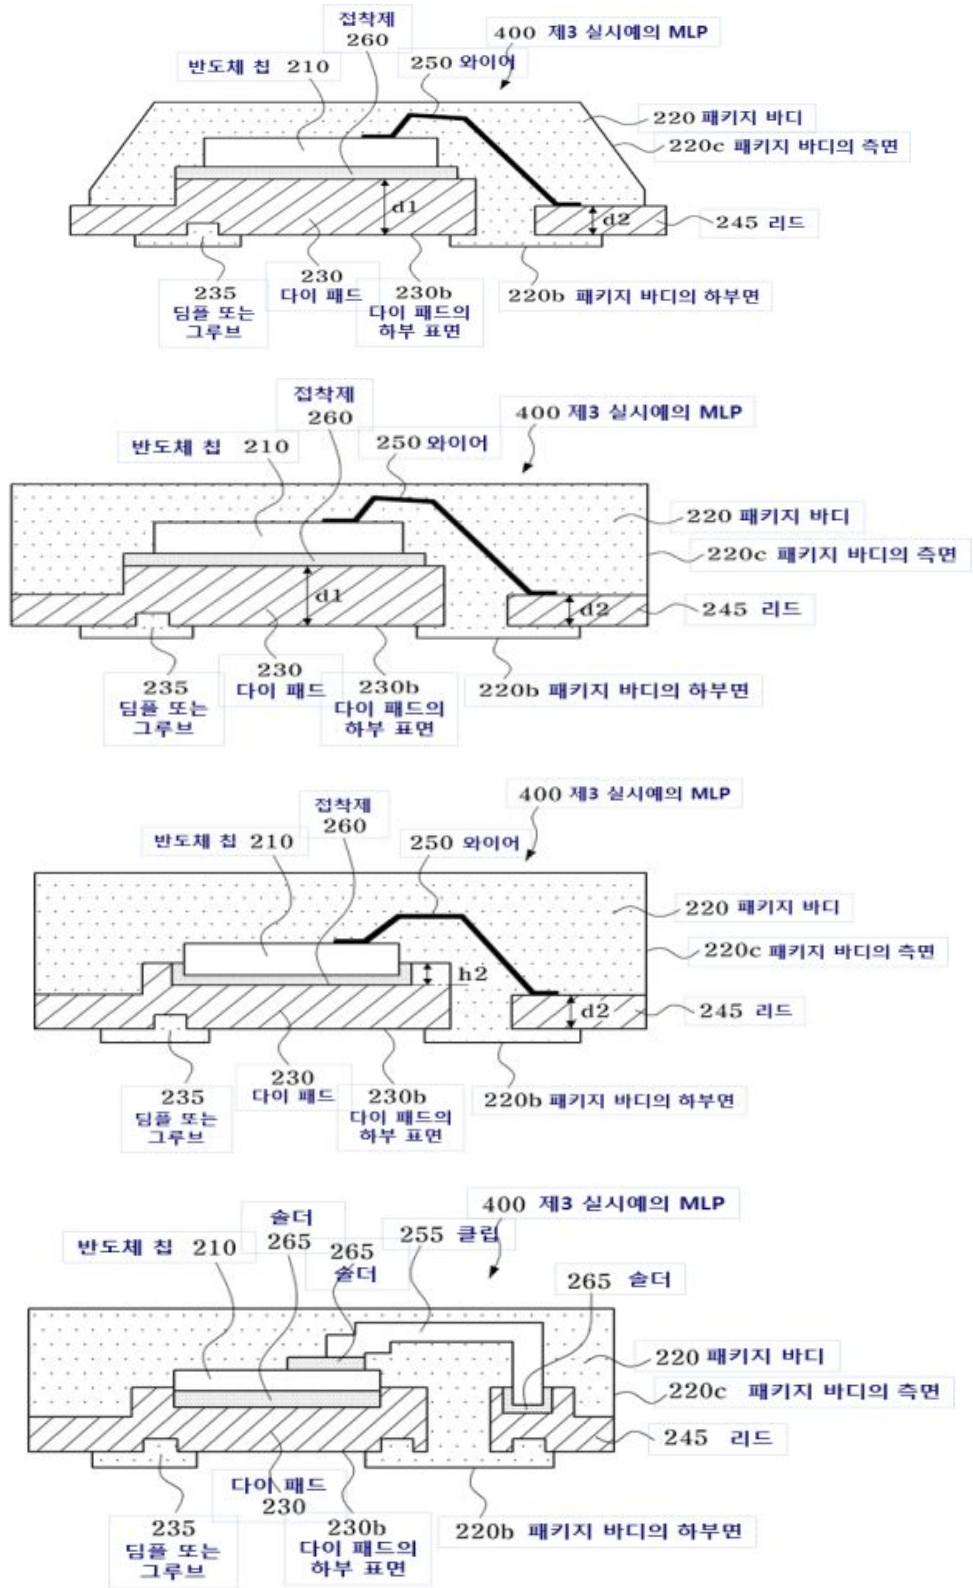 접착제
260
400 제3 실시예의 MLP
반도체 칩 210
250 와이어
220 패키지 바디
220c 패키지 바디의 측면
d1
d2
245 리드
235
딤플 또는
그루브
230
다이 패드
230b
다이 패드의
하부 표면
220b 패키지 바디의 하부면
접착제
260
400 제3 실시예의 MLP
반도체 칩 210
250 와이어
220 패키지 바디
220c 패키지 바디의 측면
d1
d2
245 리드
235
딤플 또는
그루브
230
다이 패드
230b
다이 패드의
하부 표면
220b 패키지 바디의 하부면
접착제
260
400 제3 실시예의 MLP
반도체 칩 210
250 와이어
220 패키지 바디
220c 패키지 바디의 측면
h2
d2
245 리드
235
딤플 또는
그루브
230
다이 패드
230b
다이 패드의
하부 표면
220b 패키지 바디의 하부면
400 제3 실시예의 MLP
솔더
265
반도체 칩 210
265
솔더
255 클립
265 솔더
220 패키지 바디
220c 패키지 바디의 측면
245 리드
다이 패드
230
235
딤플 또는
그루브
230b
다이 패드의
하부 표면
220b 패키지 바디의 하부면